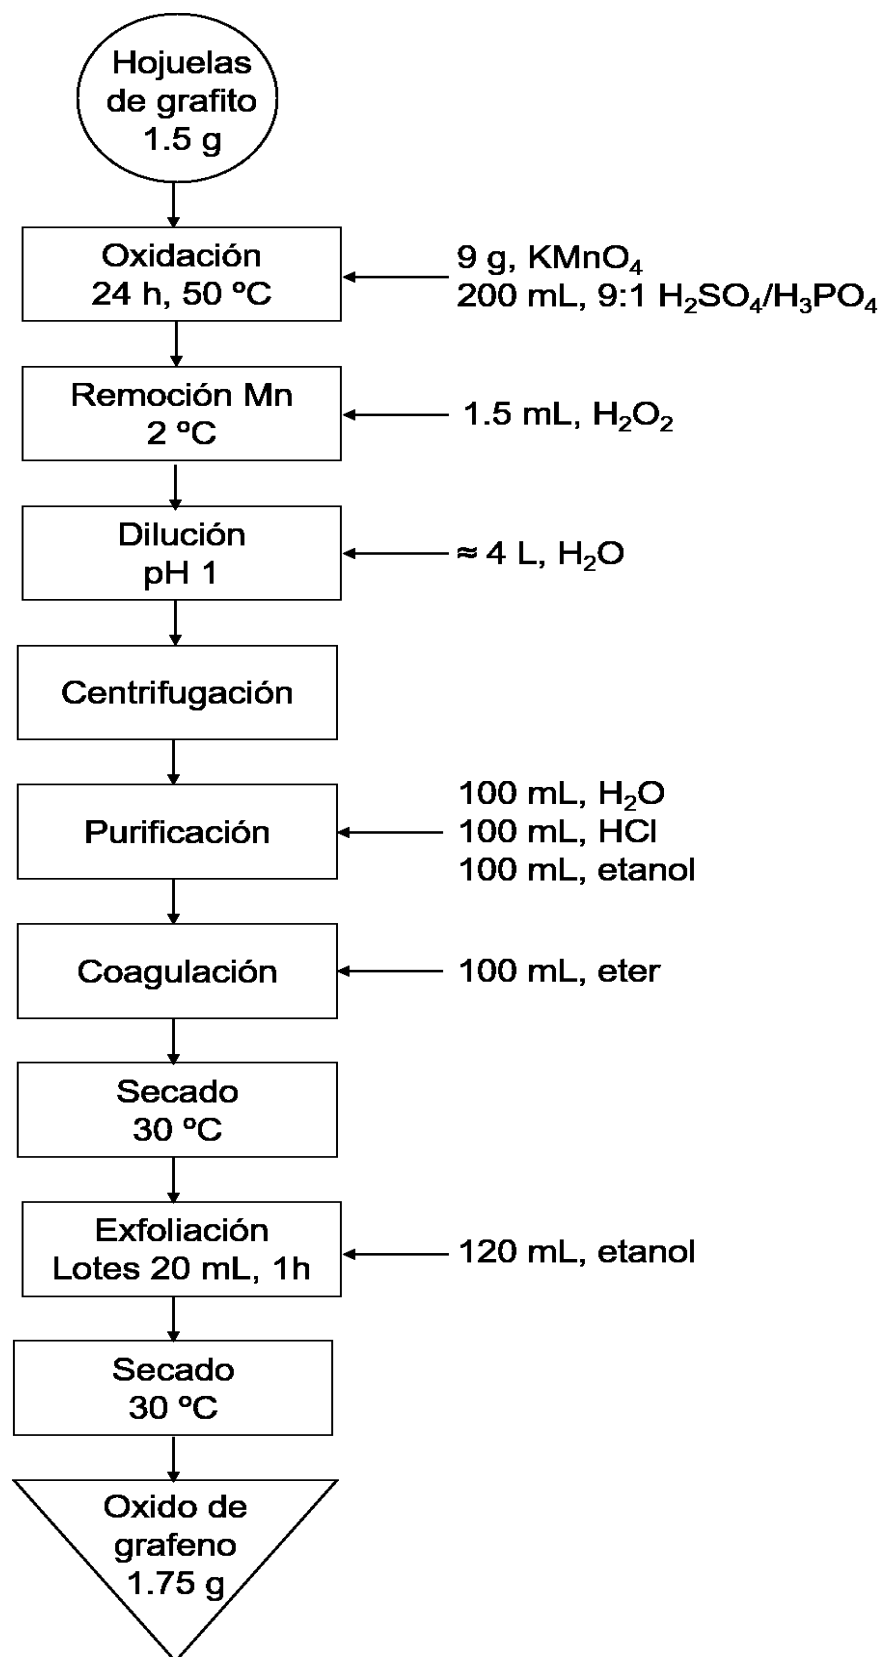 Hojuelas
de grafito
1.5 g
Oxidación
24 h, 50 ºC
9 g, KMnO₄
200 mL, 9:1 H₂SO₄/H₃PO₄
Remoción Mn
2 ºC
1.5 mL, H₂O₂
Dilución
pH 1
≈ 4 L, H₂O
Centrifugación
Purificación
100 mL, H₂O
100 mL, HCl
100 mL, etanol
Coagulación
100 mL, eter
Secado
30 ºC
Exfoliación
Lotes 20 mL, 1h
120 mL, etanol
Secado
30 ºC
Oxido de
grafeno
1.75 g